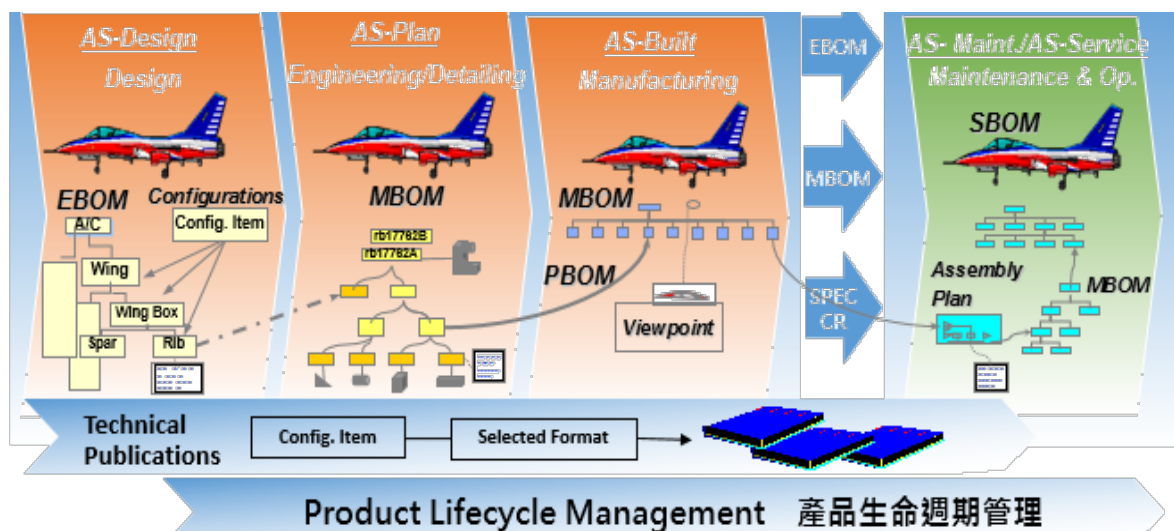 AS-Design
Design
EBOM
Configurations
A/C
Config. Item
Wing
Wing Box
Spar
Rib
AS-Plan
Engineering/Detailing
MBOM
rb17762B
rb17762A
AS-Built
Manufacturing
MBOM
PBOM
Viewpoint
EBOM
MBOM
SPEC
CR
AS- Maint./AS-Service
Maintenance & Op.
SBOM
Assembly
Plan
MBOM
Technical
Publications
Config. Item
Selected Format
Product Lifecycle Management 產品生命週期管理